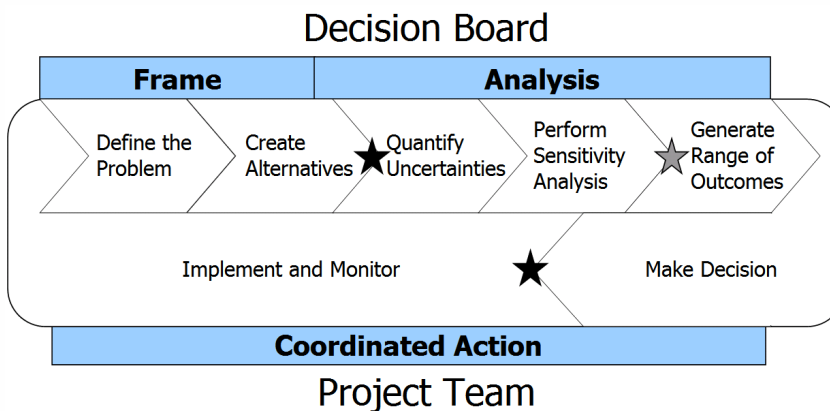 Decision Board
Frame
Analysis
Define the
Problem
Create
Alternatives
Quantify
Uncertainties
Perform
Sensitivity
Analysis
Generate
Range of
Outcomes
Implement and Monitor
Make Decision
Coordinated Action
Project Team